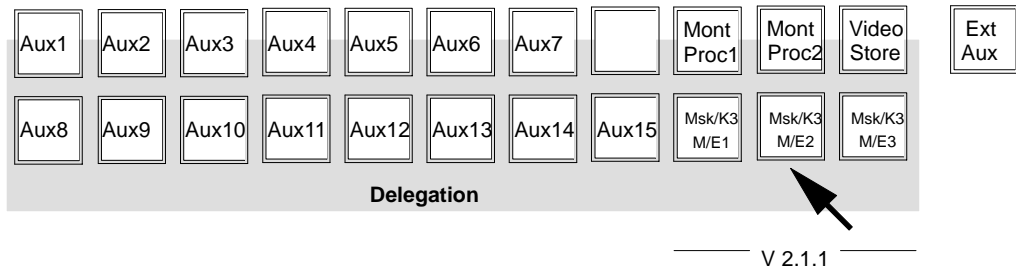 Aux1 Aux2 Aux3 Aux4 Aux5 Aux6 Aux7 Mont Proc1 Mont Proc2 Video Store Ext Aux
Aux8 Aux9 Aux10 Aux11 Aux12 Aux13 Aux14 Aux15 Msk/K3 M/E1 Msk/K3 M/E2 Msk/K3 M/E3
Delegation
V 2.1.1